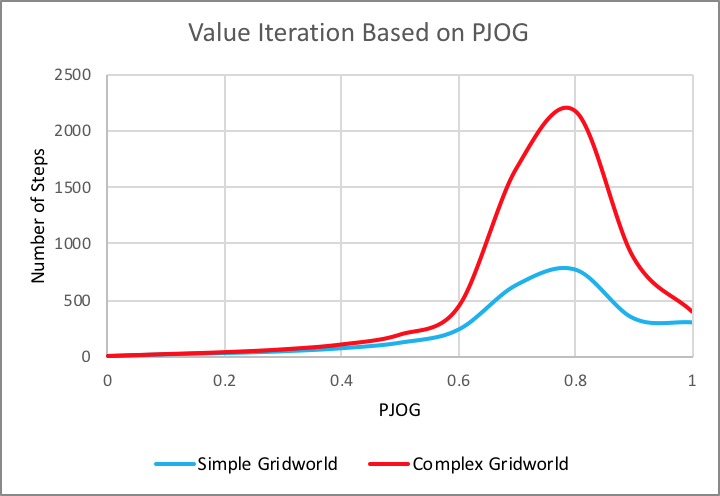 Value Iteration Based on PJOG
2500
2000
1500
1000
500
0
0 0.2 0.4 0.6 0.8 1
Number of Steps
PJOG
Simple Gridworld Complex Gridworld